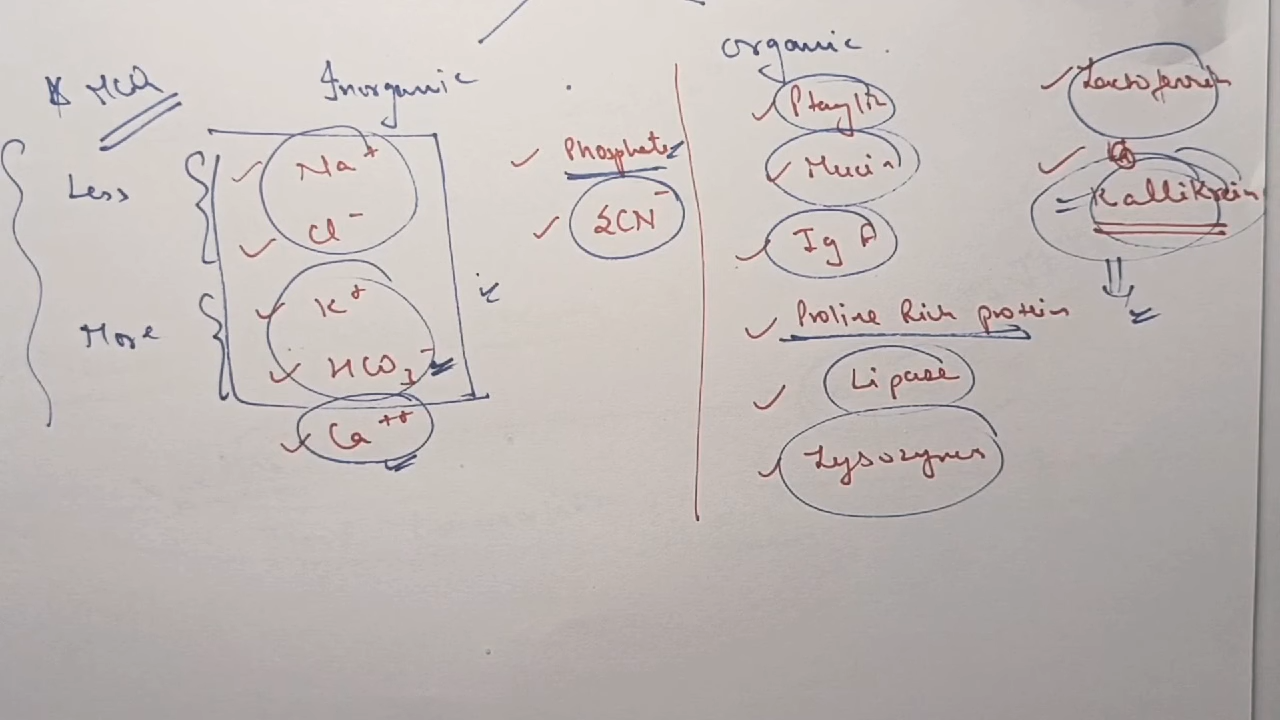 MCQ
Inorganic
Less
Na+
Cl-
More
K+
HCO3-
Ca++
Phosphate
SCN-
Organic
Ptaylin
Mucin
Ig A
Proline Rich protein
Lipase
Lysozymes
Lactoferrin
Kallikrein